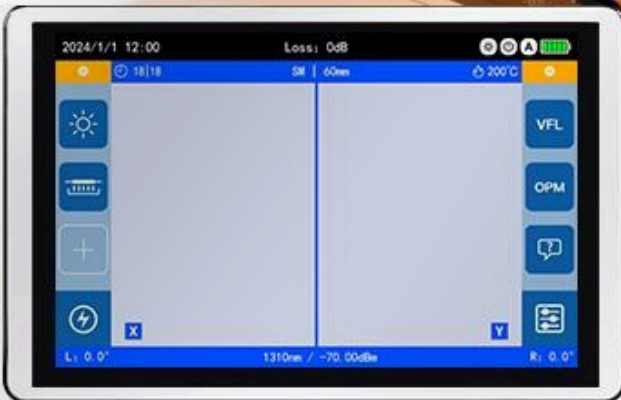 2024/1/1 12:00 Loss: 0dB A
18|18 SM | 60mm 200℃
VFL
OPM
?
X Y
L: 0.0° 1310nm / -70.00dBm R: 0.0°